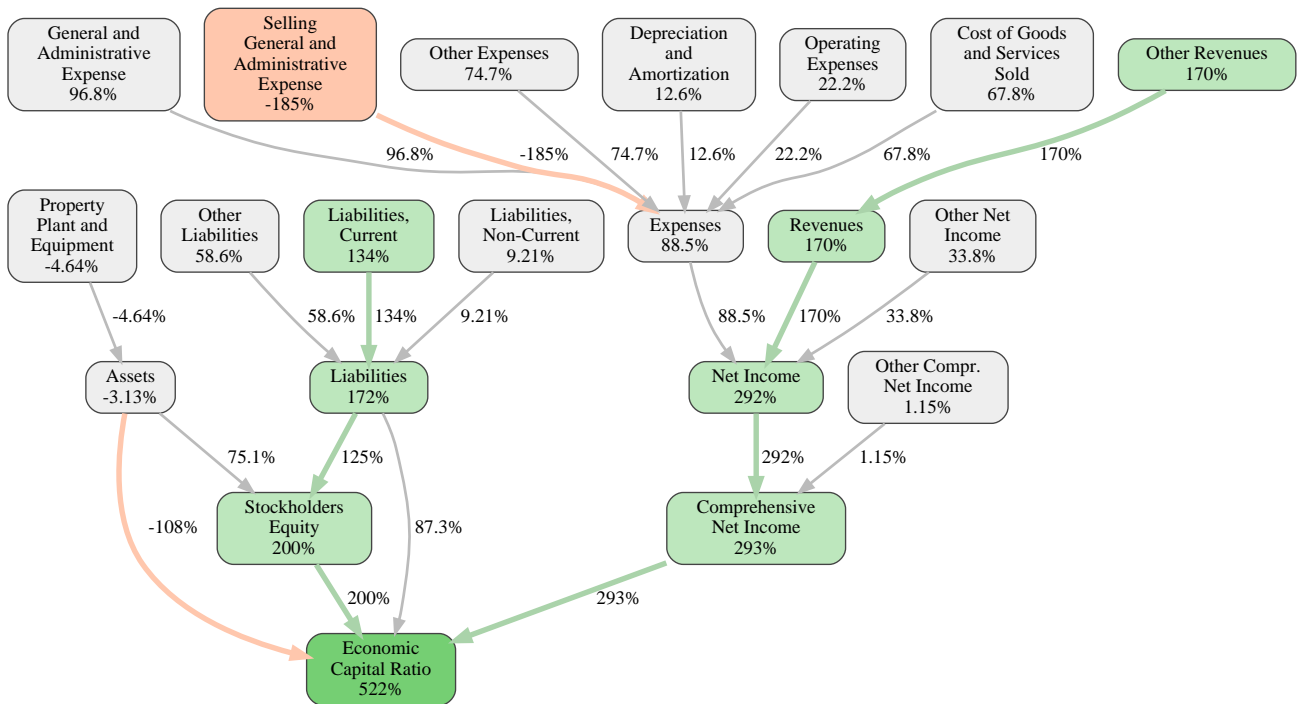 General and
Administrative
Expense
96.8%
Selling
General and
Administrative
Expense
-185%
Other Expenses
74.7%
Depreciation
and
Amortization
12.6%
Operating
Expenses
22.2%
Cost of Goods
and Services
Sold
67.8%
Other Revenues
170%
96.8%
-185%
74.7%
12.6%
22.2%
67.8%
170%
Property
Plant and
Equipment
-4.64%
Other
Liabilities
58.6%
Liabilities,
Current
134%
Liabilities,
Non-Current
9.21%
Expenses
88.5%
Revenues
170%
Other Net
Income
33.8%
-4.64%
58.6%
134%
9.21%
88.5%
170%
33.8%
Assets
-3.13%
Liabilities
172%
Net Income
292%
Other Compr.
Net Income
1.15%
75.1%
125%
292%
1.15%
Stockholders
Equity
200%
Comprehensive
Net Income
293%
-108%
87.3%
200%
293%
Economic
Capital Ratio
522%